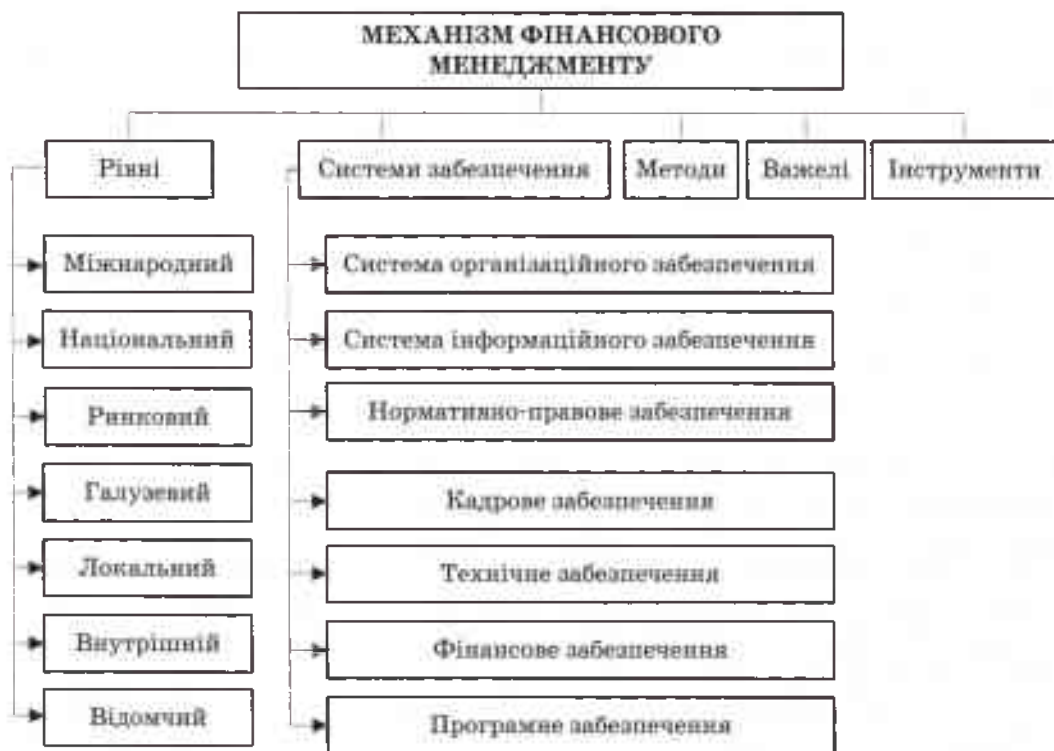 МЕХАНІЗМ ФІНАНСОВОГО
МЕНЕДЖМЕНТУ
Рівні
Системи забезпечення
Методи
Важелі
Інструменти
Міжнародний
Національний
Ринковий
Галузевий
Локальний
Внутрішній
Відомчий
Система організаційного забезпечення
Система інформаційного забезпечення
Нормативно-правове забезпечення
Кадрове забезпечення
Технічне забезпечення
Фінансове забезпечення
Програмне забезпечення